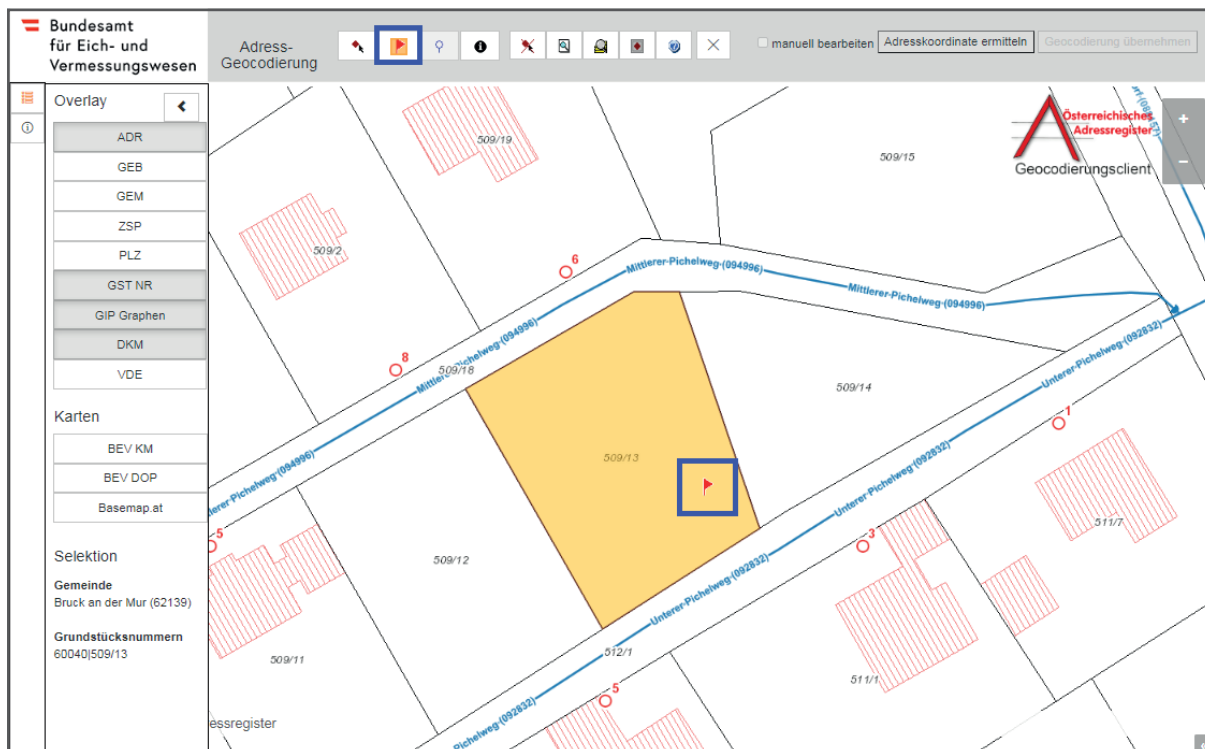 Bundesamt
für Eich- und
Vermessungswesen
Adress-
Geocodierung
manuell bearbeiten
Adresskoordinate ermitteln
Geocodierung übernehmen
Overlay
ADR
GEB
GEM
ZSP
PLZ
GST NR
GIP Graphen
DKM
VDE
Karten
BEV KM
BEV DOP
Basemap.at
Selektion
Gemeinde
Bruck an der Mur (62139)
Grundstücksnummern
60040|509/13
Österreichisches
Adressregister
Geocodierungsclient
+
−
509/19
509/15
509/2
6
Mittlerer-Pichelweg-(094996)
Mittlerer-Pichelweg-(094996)
8
509/18
Mittlerer-Pichelweg-(094996)
509/14
Unterer-Pichelweg-(092832)
1
509/13
lerer-Pichelweg-(094996)
Unterer-Pichelweg-(092832)
511/7
5
3
509/12
Unterer-Pichelweg-(092832)
509/11
512/1
511/1
5
essregister
Unterer-Pichelweg-(092832)